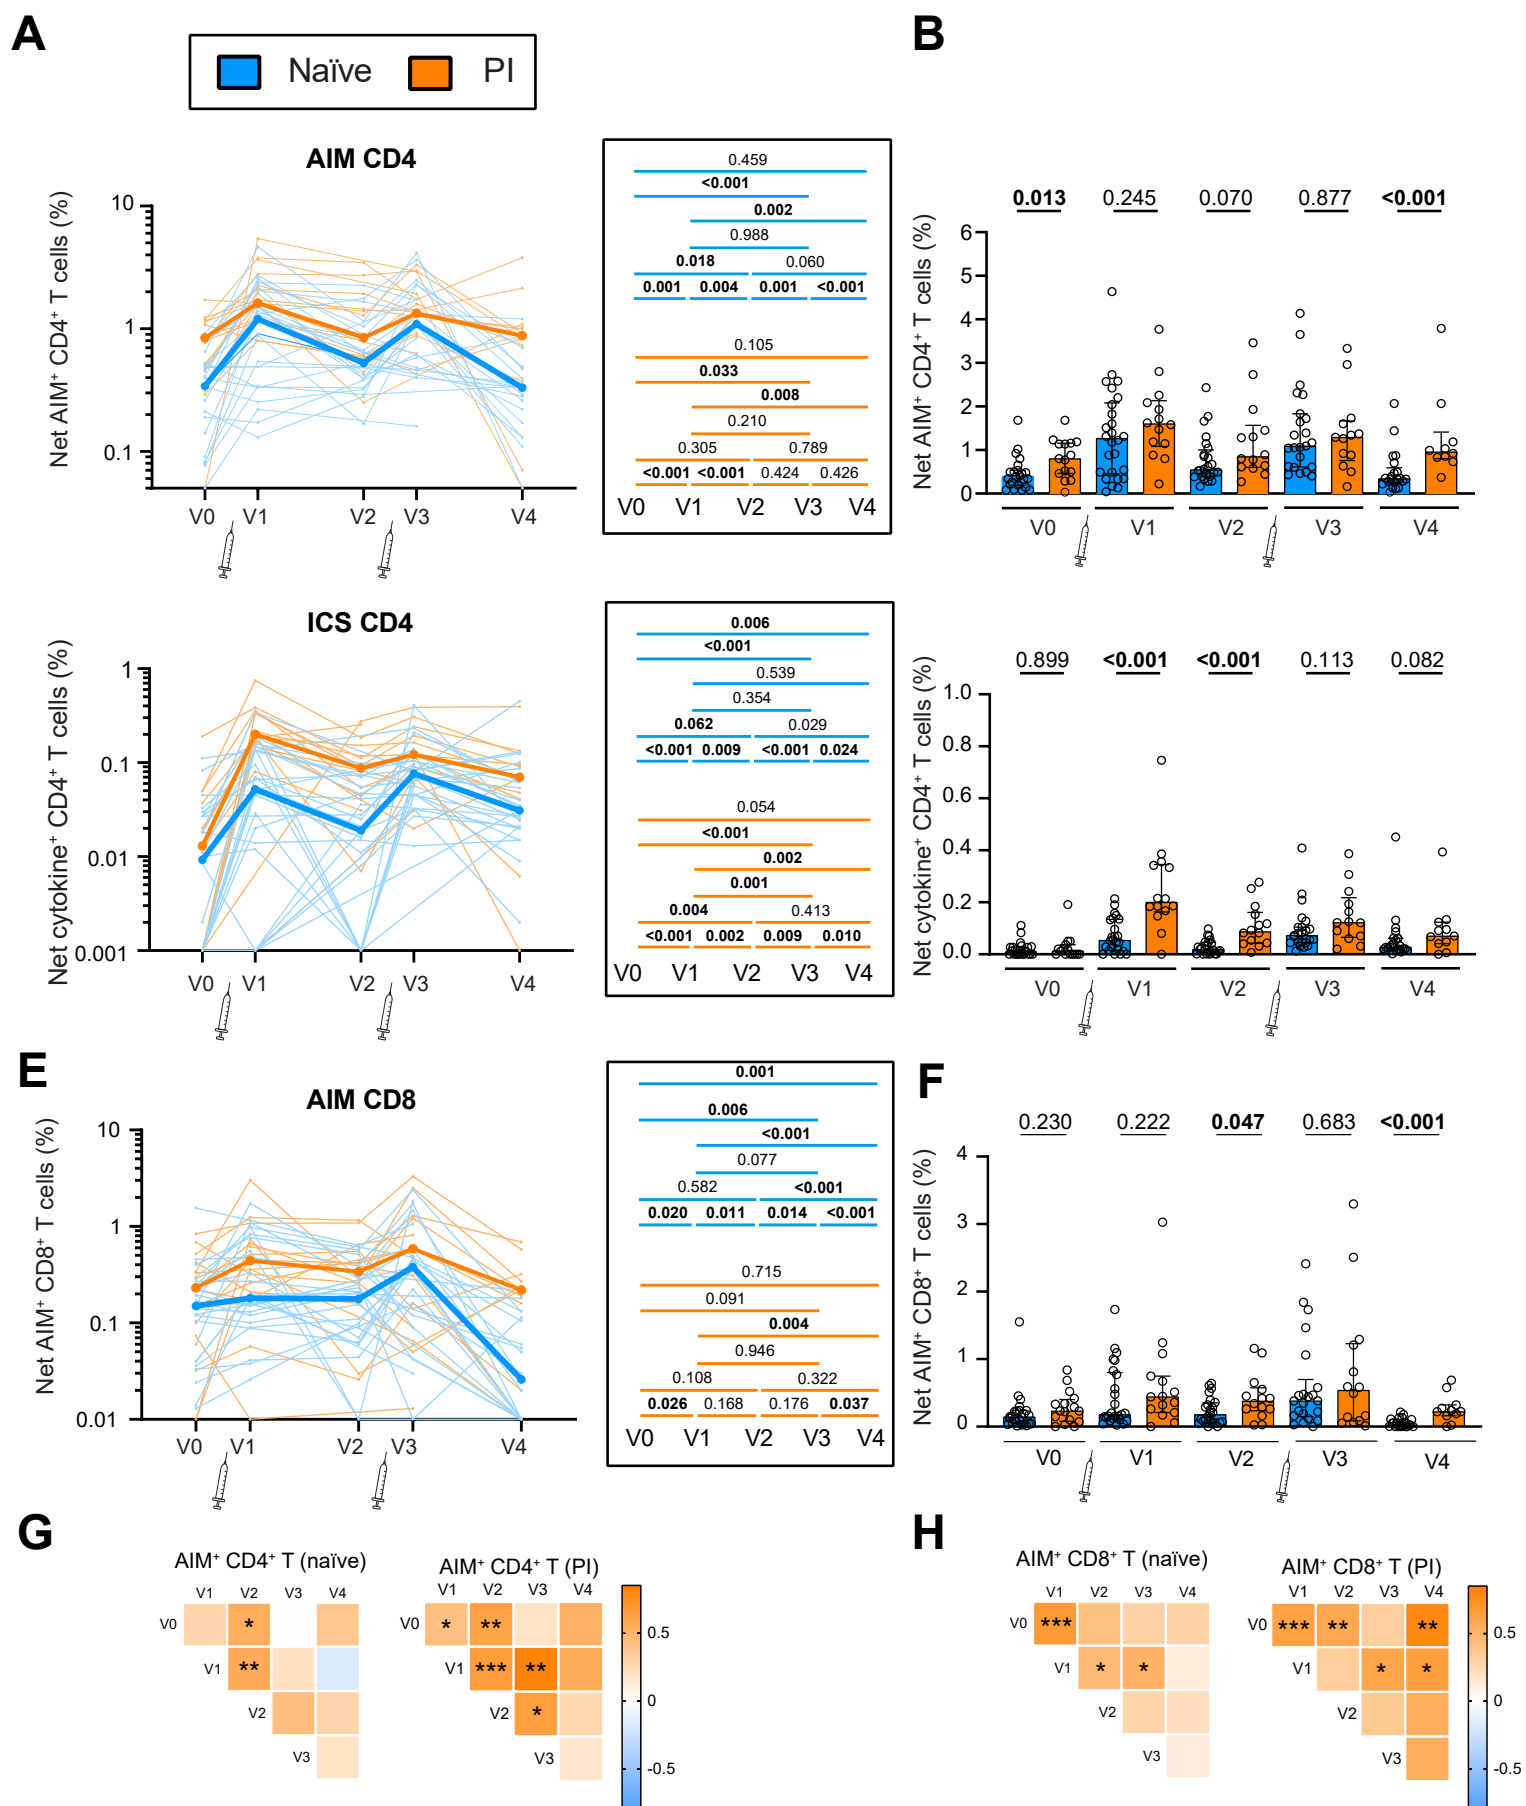 A
B
Naïve
PI
AIM CD4
Net AIM⁺ CD4⁺ T cells (%)
10
1
0.1
V0 V1 V2 V3 V4
0.459
<0.001
0.002
0.988
0.018 0.060
0.001 0.004 0.001 <0.001
0.105
0.033
0.008
0.210
0.305 0.789
<0.001 <0.001 0.424 0.426
V0 V1 V2 V3 V4
0.013 0.245 0.070 0.877 <0.001
Net AIM⁺ CD4⁺ T cells (%)
6
5
4
3
2
1
0
V0 V1 V2 V3 V4
ICS CD4
Net cytokine⁺ CD4⁺ T cells (%)
1
0.1
0.01
0.001
V0 V1 V2 V3 V4
0.006
<0.001
0.539
0.354
0.062 0.029
<0.001 0.009 <0.001 0.024
0.054
<0.001
0.002
0.001
0.004 0.413
<0.001 0.002 0.009 0.010
V0 V1 V2 V3 V4
0.899 <0.001 <0.001 0.113 0.082
Net cytokine⁺ CD4⁺ T cells (%)
1.0
0.8
0.6
0.4
0.2
0.0
V0 V1 V2 V3 V4
E
AIM CD8
Net AIM⁺ CD8⁺ T cells (%)
10
1
0.1
0.01
V0 V1 V2 V3 V4
0.001
0.006
<0.001
0.077
0.582 <0.001
0.020 0.011 0.014 <0.001
0.715
0.091
0.004
0.946
0.108 0.322
0.026 0.168 0.176 0.037
V0 V1 V2 V3 V4
F
0.230 0.222 0.047 0.683 <0.001
Net AIM⁺ CD8⁺ T cells (%)
4
3
2
1
0
V0 V1 V2 V3 V4
G
AIM⁺ CD4⁺ T (naïve)
V1 V2 V3 V4
V0 *
V1 **
V2
V3
AIM⁺ CD4⁺ T (PI)
V1 V2 V3 V4
V0 * **
V1 *** **
V2 *
V3
0.5
0
-0.5
H
AIM⁺ CD8⁺ T (naïve)
V1 V2 V3 V4
V0 ***
V1 * *
V2
V3
AIM⁺ CD8⁺ T (PI)
V1 V2 V3 V4
V0 *** ** **
V1 * *
V2
V3
0.5
0
-0.5